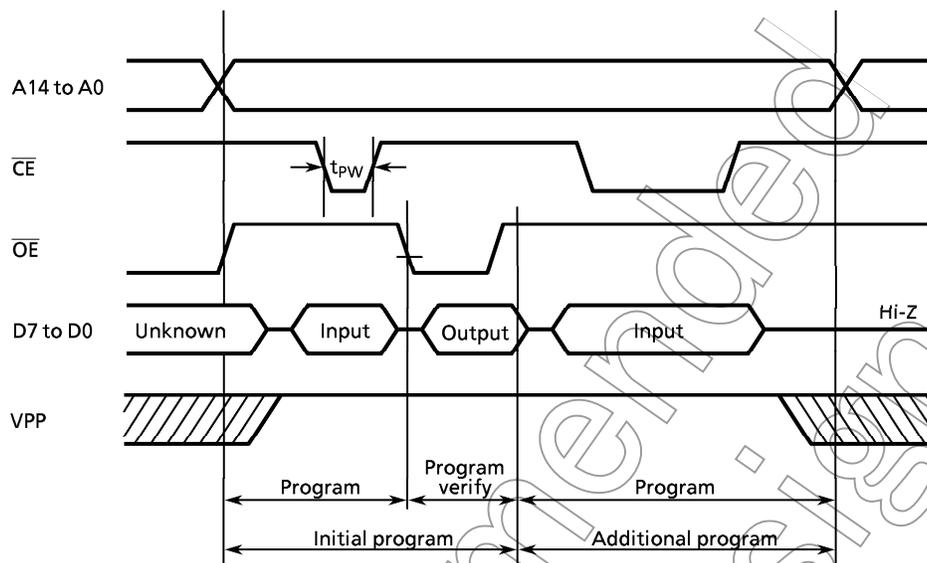 A14 to A0
CE
tPW
OE
D7 to D0
Unknown
Input
Output
Input
Hi-Z
VPP
Program
Program
verify
Program
Initial program
Additional program